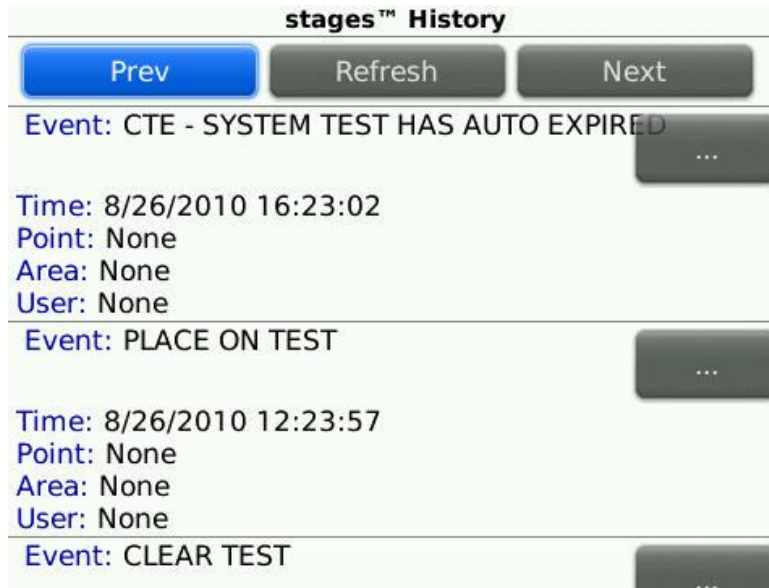 stages™ History
Prev Refresh Next
Event: CTE - SYSTEM TEST HAS AUTO EXPIRED
...
Time: 8/26/2010 16:23:02
Point: None
Area: None
User: None
Event: PLACE ON TEST
...
Time: 8/26/2010 12:23:57
Point: None
Area: None
User: None
Event: CLEAR TEST
...